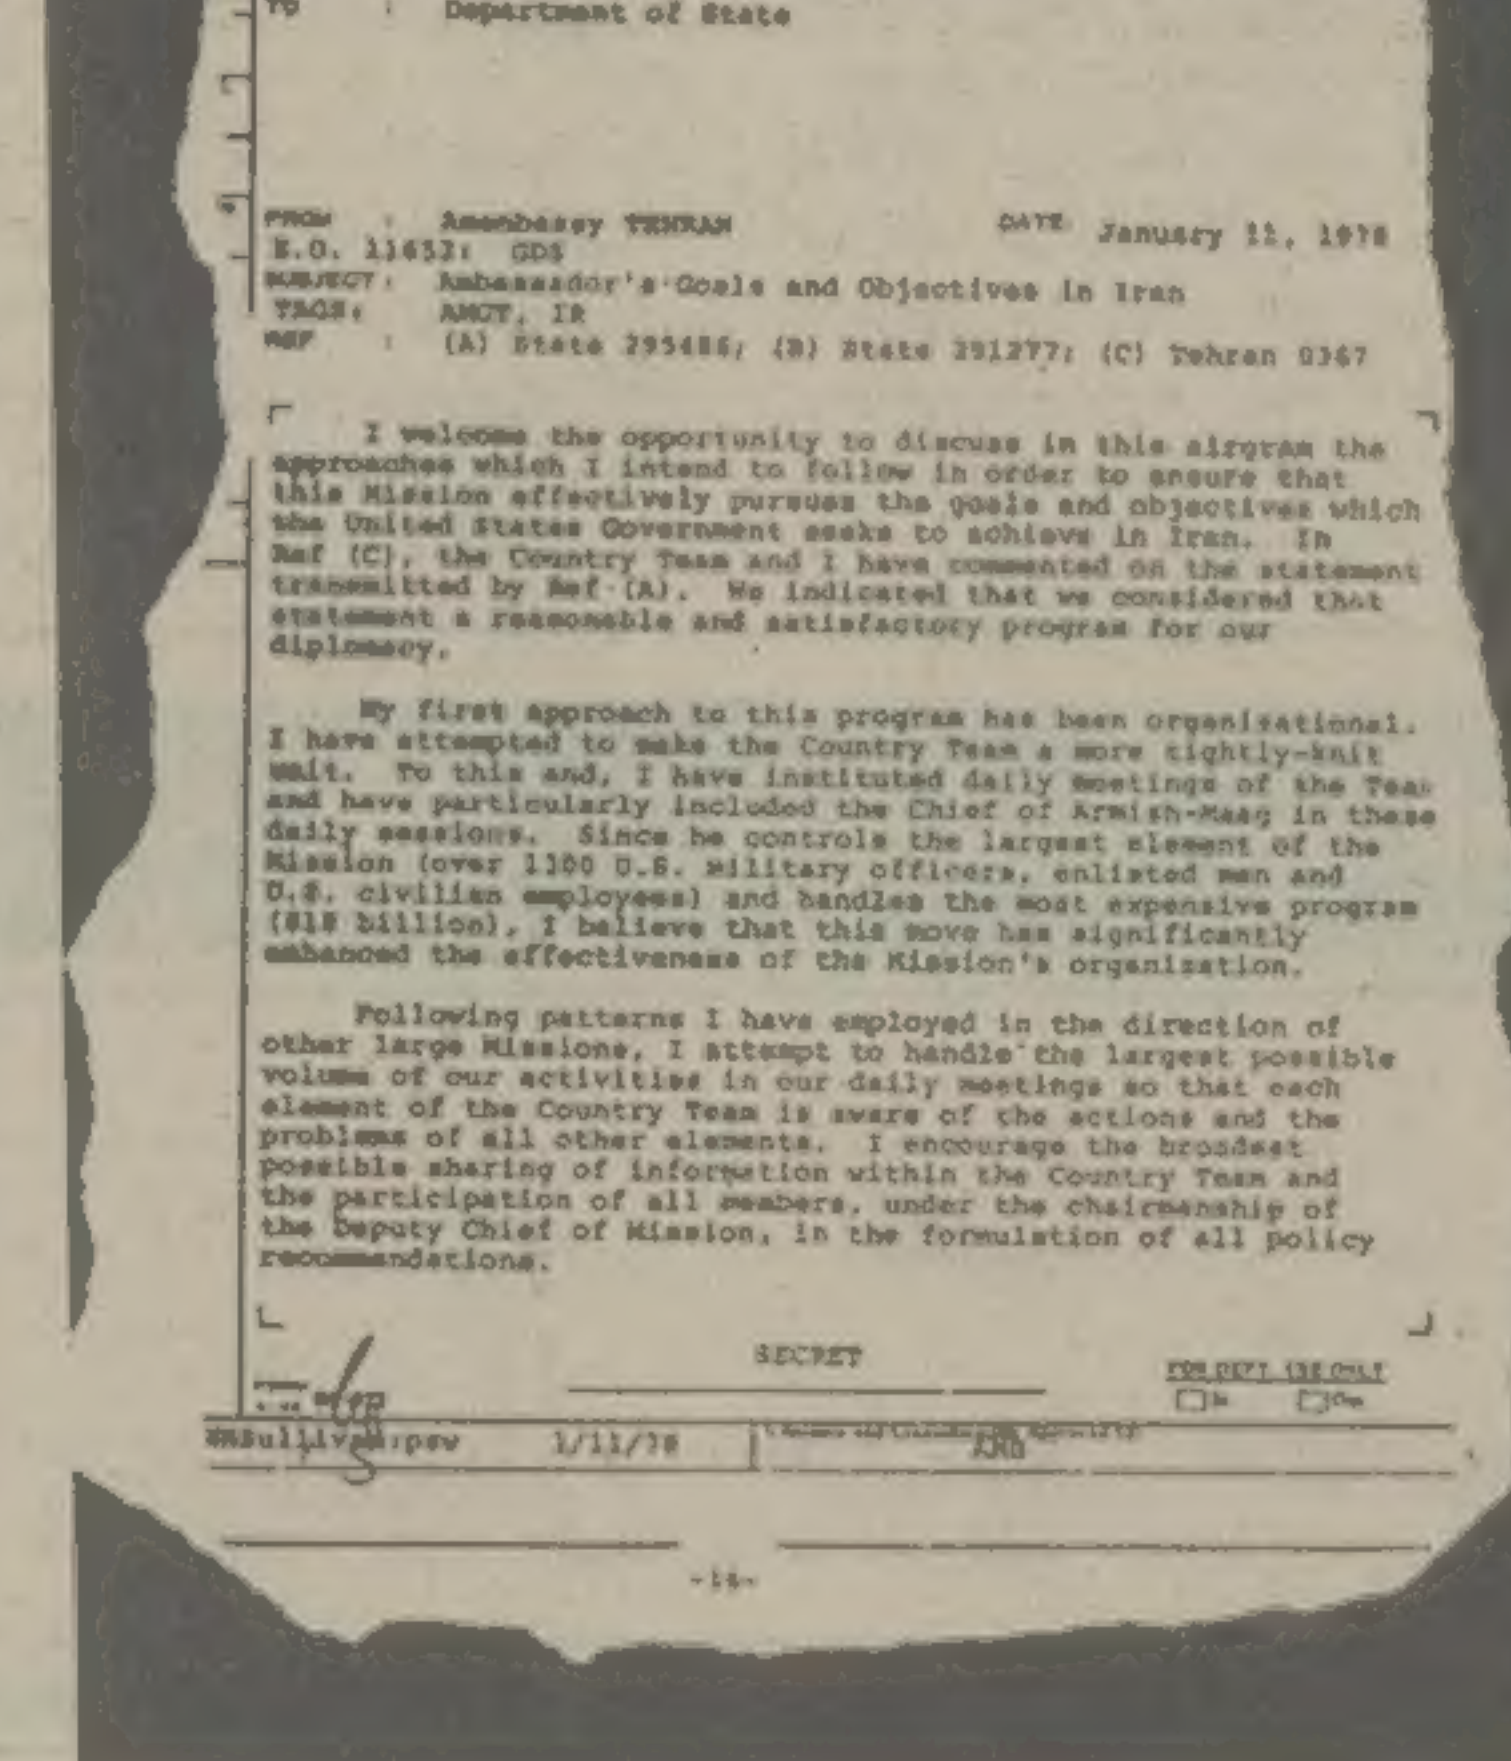 TO : Department of State
FROM : Amembassy TEHRAN DATE: January 11, 1978
E.O. 11652: GDS
SUBJECT: Ambassador's Goals and Objectives in Iran
TAGS: AMGT, IR
REF : (A) State 295486; (B) State 291277; (C) Tehran 0367
I welcome the opportunity to discuss in this airgram the
approaches which I intend to follow in order to ensure that
this Mission effectively pursues the goals and objectives which
the United States Government seeks to achieve in Iran. In
Ref (C), the Country Team and I have commented on the statement
transmitted by Ref (A). We indicated that we considered that
statement a reasonable and satisfactory program for our
diplomacy.
My first approach to this program has been organisational.
I have attempted to make the Country Team a more tightly-knit
unit. To this end, I have instituted daily meetings of the Team
and have particularly included the Chief of Armish-Maag in these
daily sessions. Since he controls the largest element of the
Mission (over 1100 U.S. military officers, enlisted men and
U.S. civilian employees) and handles the most expensive program
($18 billion), I believe that this move has significantly
enhanced the effectiveness of the Mission's organization.
Following patterns I have employed in the direction of
other large Missions, I attempt to handle the largest possible
volume of our activities in our daily meetings so that each
element of the Country Team is aware of the actions and the
problems of all other elements. I encourage the broadest
possible sharing of information within the Country Team and
the participation of all members, under the chairmanship of
the Deputy Chief of Mission, in the formulation of all policy
recommendations.
SECRET
FOR DEPT. USE ONLY
In Out
WHSullivan:psw 1/11/78 AMB